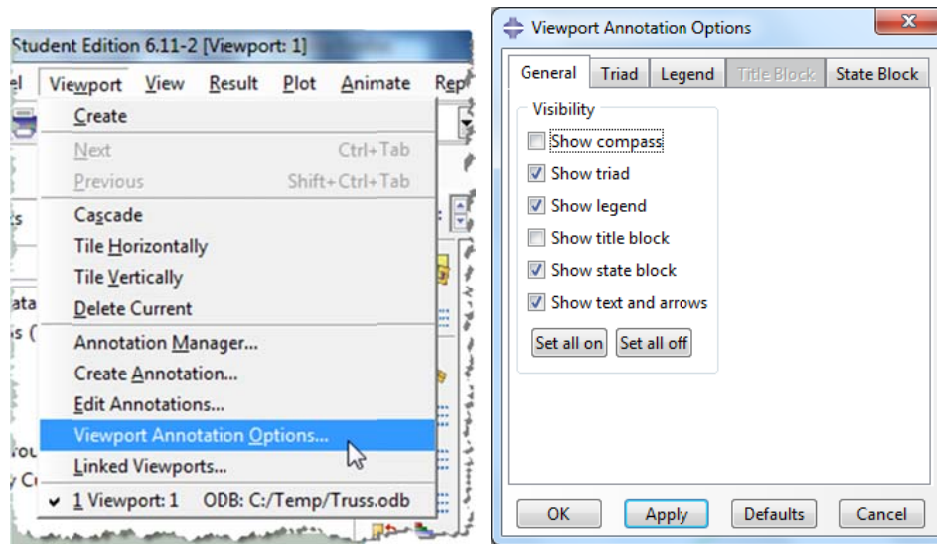 Student Edition 6.11-2 [Viewport: 1]
Viewport View Result Plot Animate Rep
Create
Next Ctrl+Tab
Previous Shift+Ctrl+Tab
Cascade
Tile Horizontally
Tile Vertically
Delete Current
Annotation Manager...
Create Annotation...
Edit Annotations...
Viewport Annotation Options...
Linked Viewports...
1 Viewport: 1 ODB: C:/Temp/Truss.odb
Viewport Annotation Options
General Triad Legend Title Block State Block
Visibility
Show compass
Show triad
Show legend
Show title block
Show state block
Show text and arrows
Set all on Set all off
OK Apply Defaults Cancel